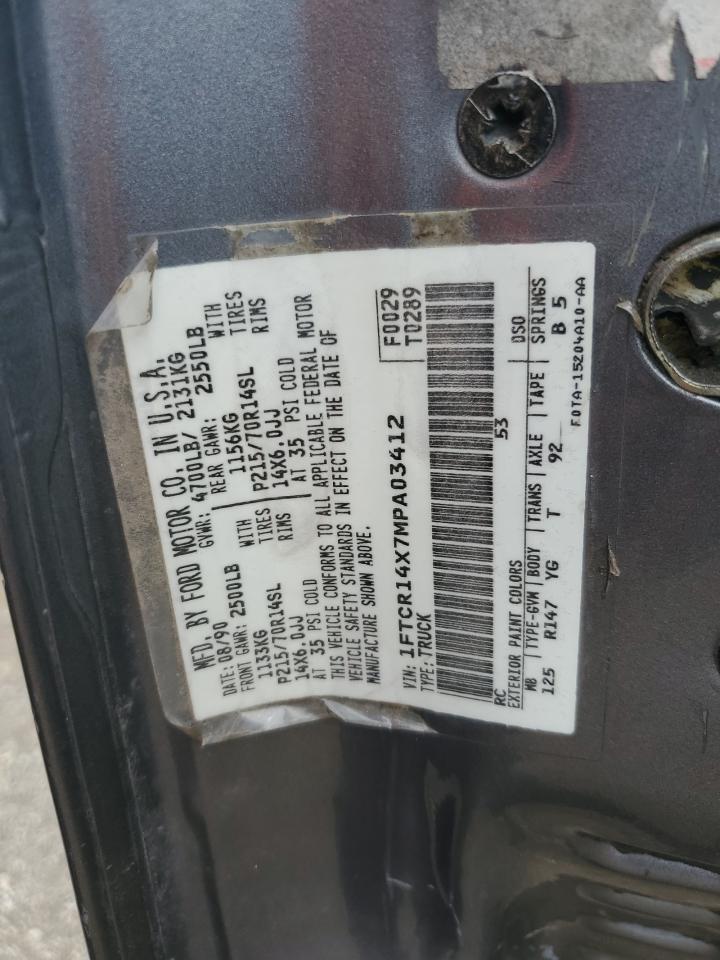 MFD. BY FORD MOTOR CO. IN U.S.A.
DATE: 08/90 GVWR: 4700LB/ 2131KG
FRONT GAWR: 2500LB REAR GAWR: 2550LB
1133KG WITH 1156KG WITH
P215/70R14SL TIRES P215/70R14SL TIRES
14X6.0JJ RIMS 14X6.0JJ RIMS
AT 35 PSI COLD AT 35 PSI COLD
THIS VEHICLE CONFORMS TO ALL APPLICABLE FEDERAL MOTOR
VEHICLE SAFETY STANDARDS IN EFFECT ON THE DATE OF
MANUFACTURE SHOWN ABOVE.
VIN: 1FTCR14X7MPA03412 F0029
TYPE: TRUCK T0289
RC 53
EXTERIOR PAINT COLORS DSO
WB TYPE-GVW BODY TRANS AXLE TAPE SPRINGS
125 R147 YG T 92 B 5
F0TA-15204A10-AA